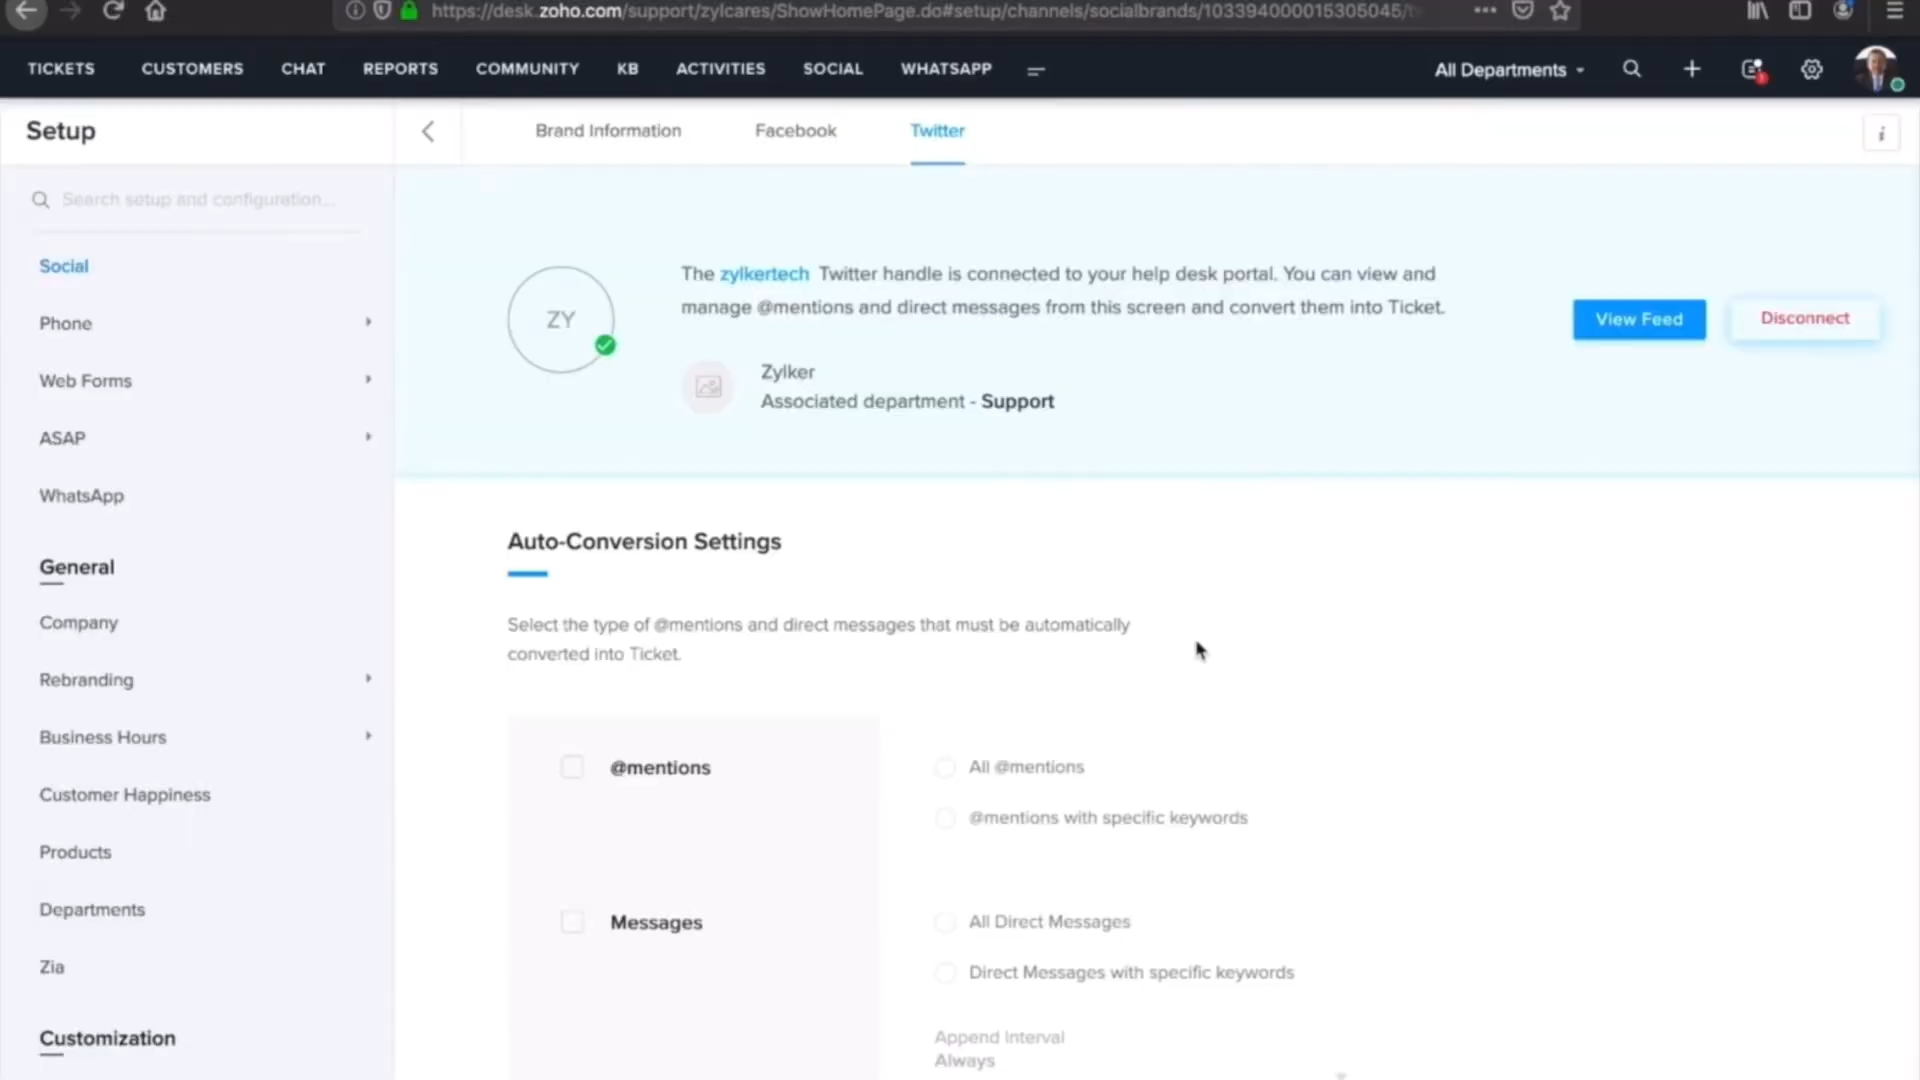 https://desk.zoho.com/support/zylcares/ShowHomePage.do#setup/channels/socialbrands/103394000015305045/
TICKETS CUSTOMERS CHAT REPORTS COMMUNITY KB ACTIVITIES SOCIAL WHATSAPP All Departments
Setup Brand Information Facebook Twitter i
Search setup and configuration...
Social
Phone
Web Forms
ASAP
WhatsApp
General
Company
Rebranding
Business Hours
Customer Happiness
Products
Departments
Zia
Customization
ZY
The zylkertech Twitter handle is connected to your help desk portal. You can view and
manage @mentions and direct messages from this screen and convert them into Ticket.
Zylker
Associated department - Support
View Feed Disconnect
Auto-Conversion Settings
Select the type of @mentions and direct messages that must be automatically
converted into Ticket.
@mentions All @mentions
@mentions with specific keywords
Messages All Direct Messages
Direct Messages with specific keywords
Append Interval
Always